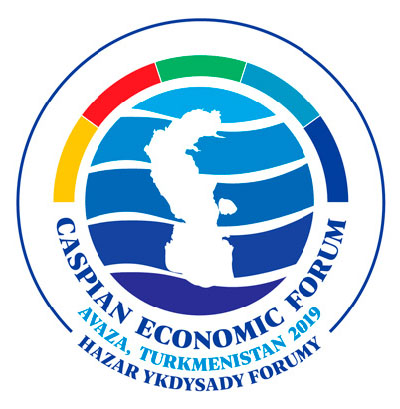 CASPIAN ECONOMIC FORUM
AVAZA, TURKMENISTAN 2019
HAZAR YKDYSADY FORUMY